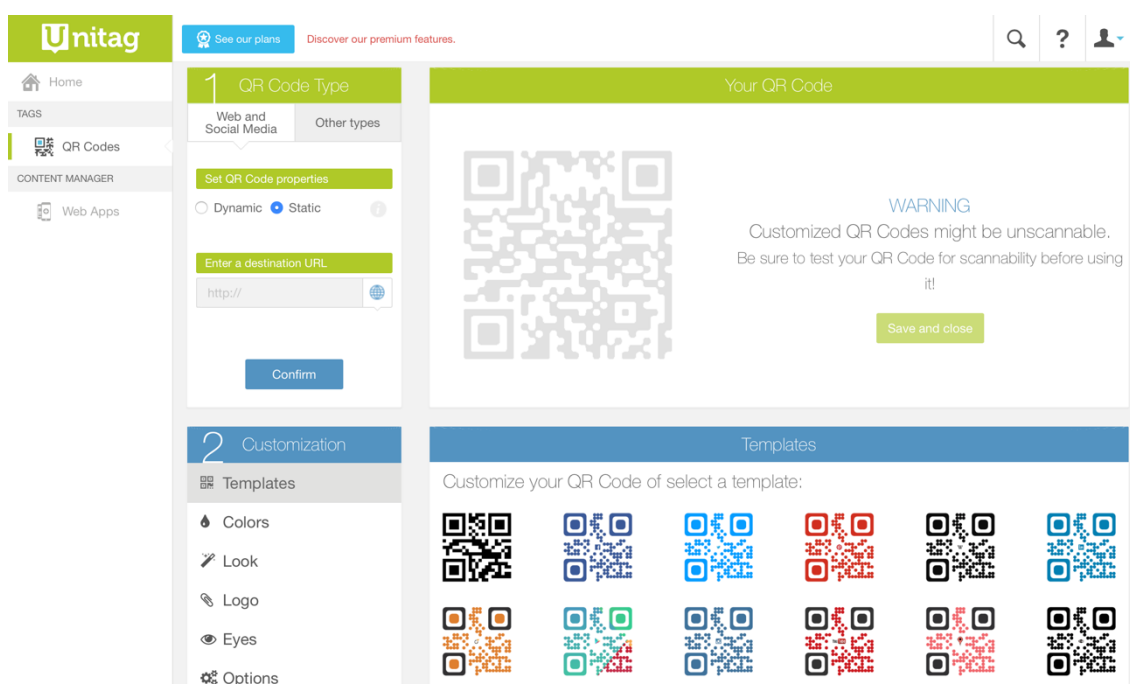 Unitag
See our plans
Discover our premium features.
?
Home
TAGS
QR Codes
CONTENT MANAGER
Web Apps
1 QR Code Type
Web and
Social Media
Other types
Set QR Code properties
Dynamic
Static
Enter a destination URL
http://
Confirm
Your QR Code
WARNING
Customized QR Codes might be unscannable.
Be sure to test your QR Code for scannability before using
it!
Save and close
2 Customization
Templates
Colors
Look
Logo
Eyes
Options
Templates
Customize your QR Code of select a template: